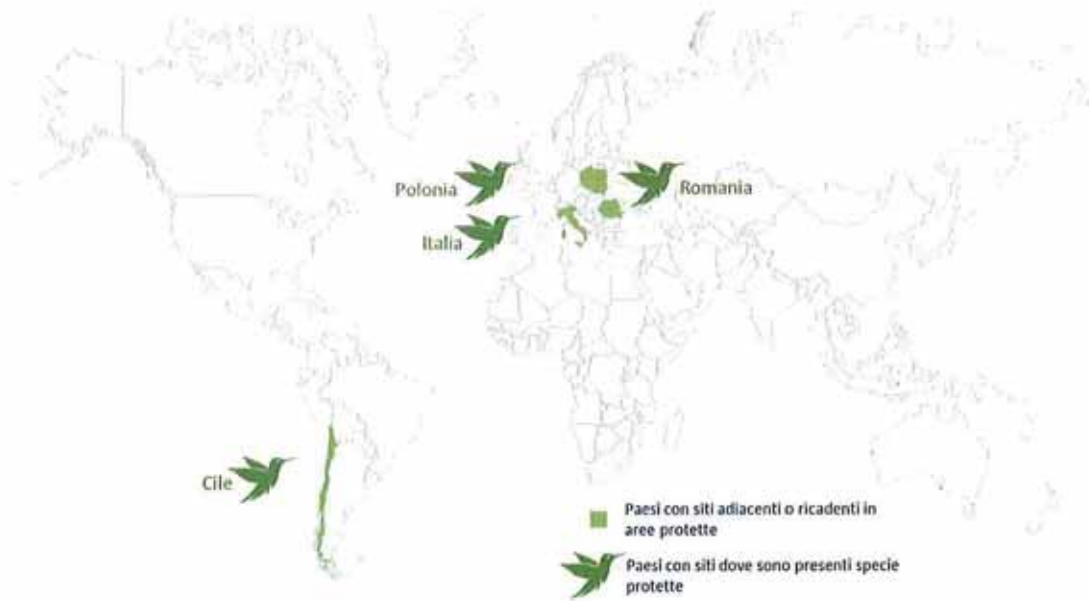 Polonia
Romania
Italia
Cile
Paesi con siti adiacenti o ricadenti in
aree protette
Paesi con siti dove sono presenti specie
protette